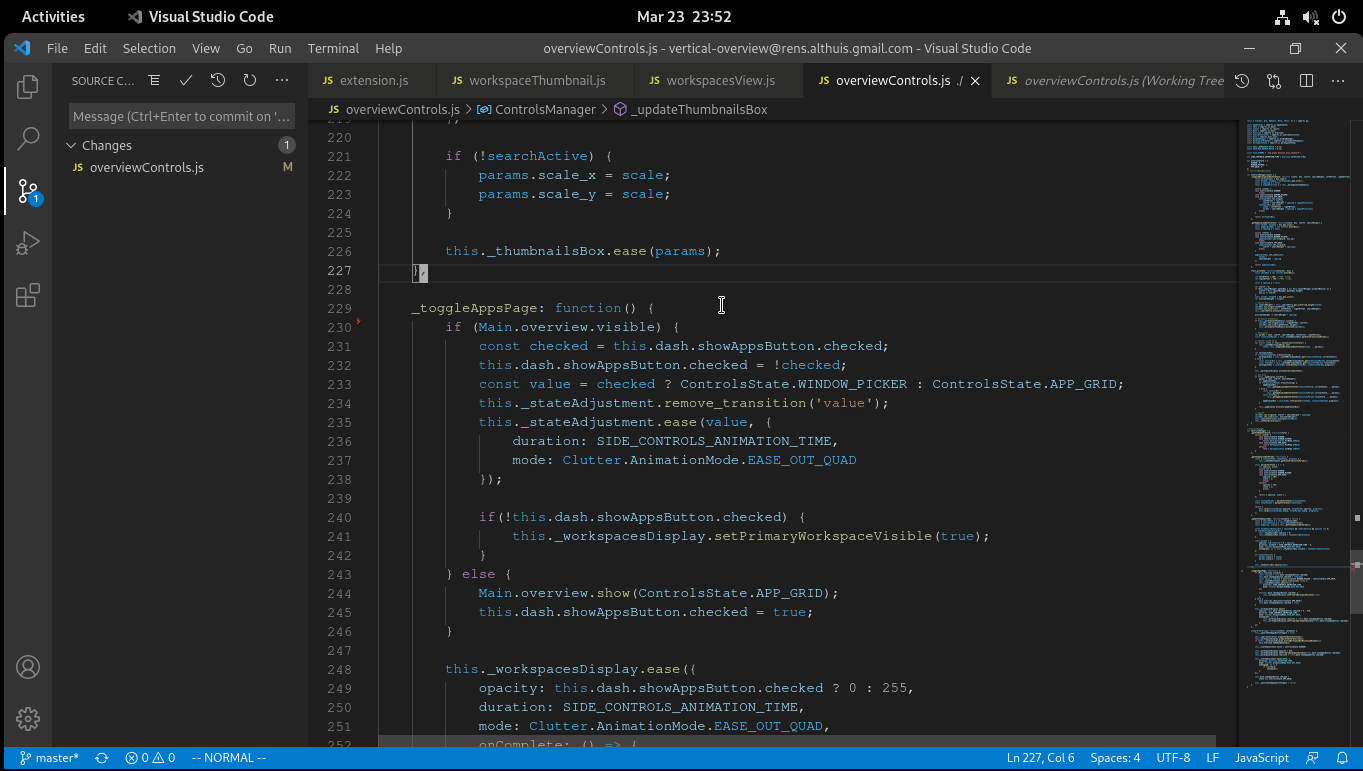 Activities Visual Studio Code Mar 23 23:52
File Edit Selection View Go Run Terminal Help overviewControls.js - vertical-overview@rens.althuis.gmail.com - Visual Studio Code
SOURCE C...
JS extension.js JS workspaceThumbnail.js JS workspacesView.js JS overviewControls.js ./ JS overviewControls.js (Working Tree
JS overviewControls.js > ControlsManager > _updateThumbnailsBox
Message (Ctrl+Enter to commit on '...
Changes 1
JS overviewControls.js M
1
220
221 if (!searchActive) {
222 params.scale_x = scale;
223 params.scale_y = scale;
224 }
225
226 this._thumbnailsBox.ease(params);
227 },
228
229 _toggleAppsPage: function() {
230 if (Main.overview.visible) {
231 const checked = this.dash.showAppsButton.checked;
232 this.dash.showAppsButton.checked = !checked;
233 const value = checked ? ControlsState.WINDOW_PICKER : ControlsState.APP_GRID;
234 this._stateAdjustment.remove_transition('value');
235 this._stateAdjustment.ease(value, {
236 duration: SIDE_CONTROLS_ANIMATION_TIME,
237 mode: Clutter.AnimationMode.EASE_OUT_QUAD
238 });
239
240 if(!this.dash.showAppsButton.checked) {
241 this._workspacesDisplay.setPrimaryWorkspaceVisible(true);
242 }
243 } else {
244 Main.overview.show(ControlsState.APP_GRID);
245 this.dash.showAppsButton.checked = true;
246 }
247
248 this._workspacesDisplay.ease({
249 opacity: this.dash.showAppsButton.checked ? 0 : 255,
250 duration: SIDE_CONTROLS_ANIMATION_TIME,
251 mode: Clutter.AnimationMode.EASE_OUT_QUAD,
252 onComplete: () => {
master* 0 0 -- NORMAL -- Ln 227, Col 6 Spaces: 4 UTF-8 LF JavaScript